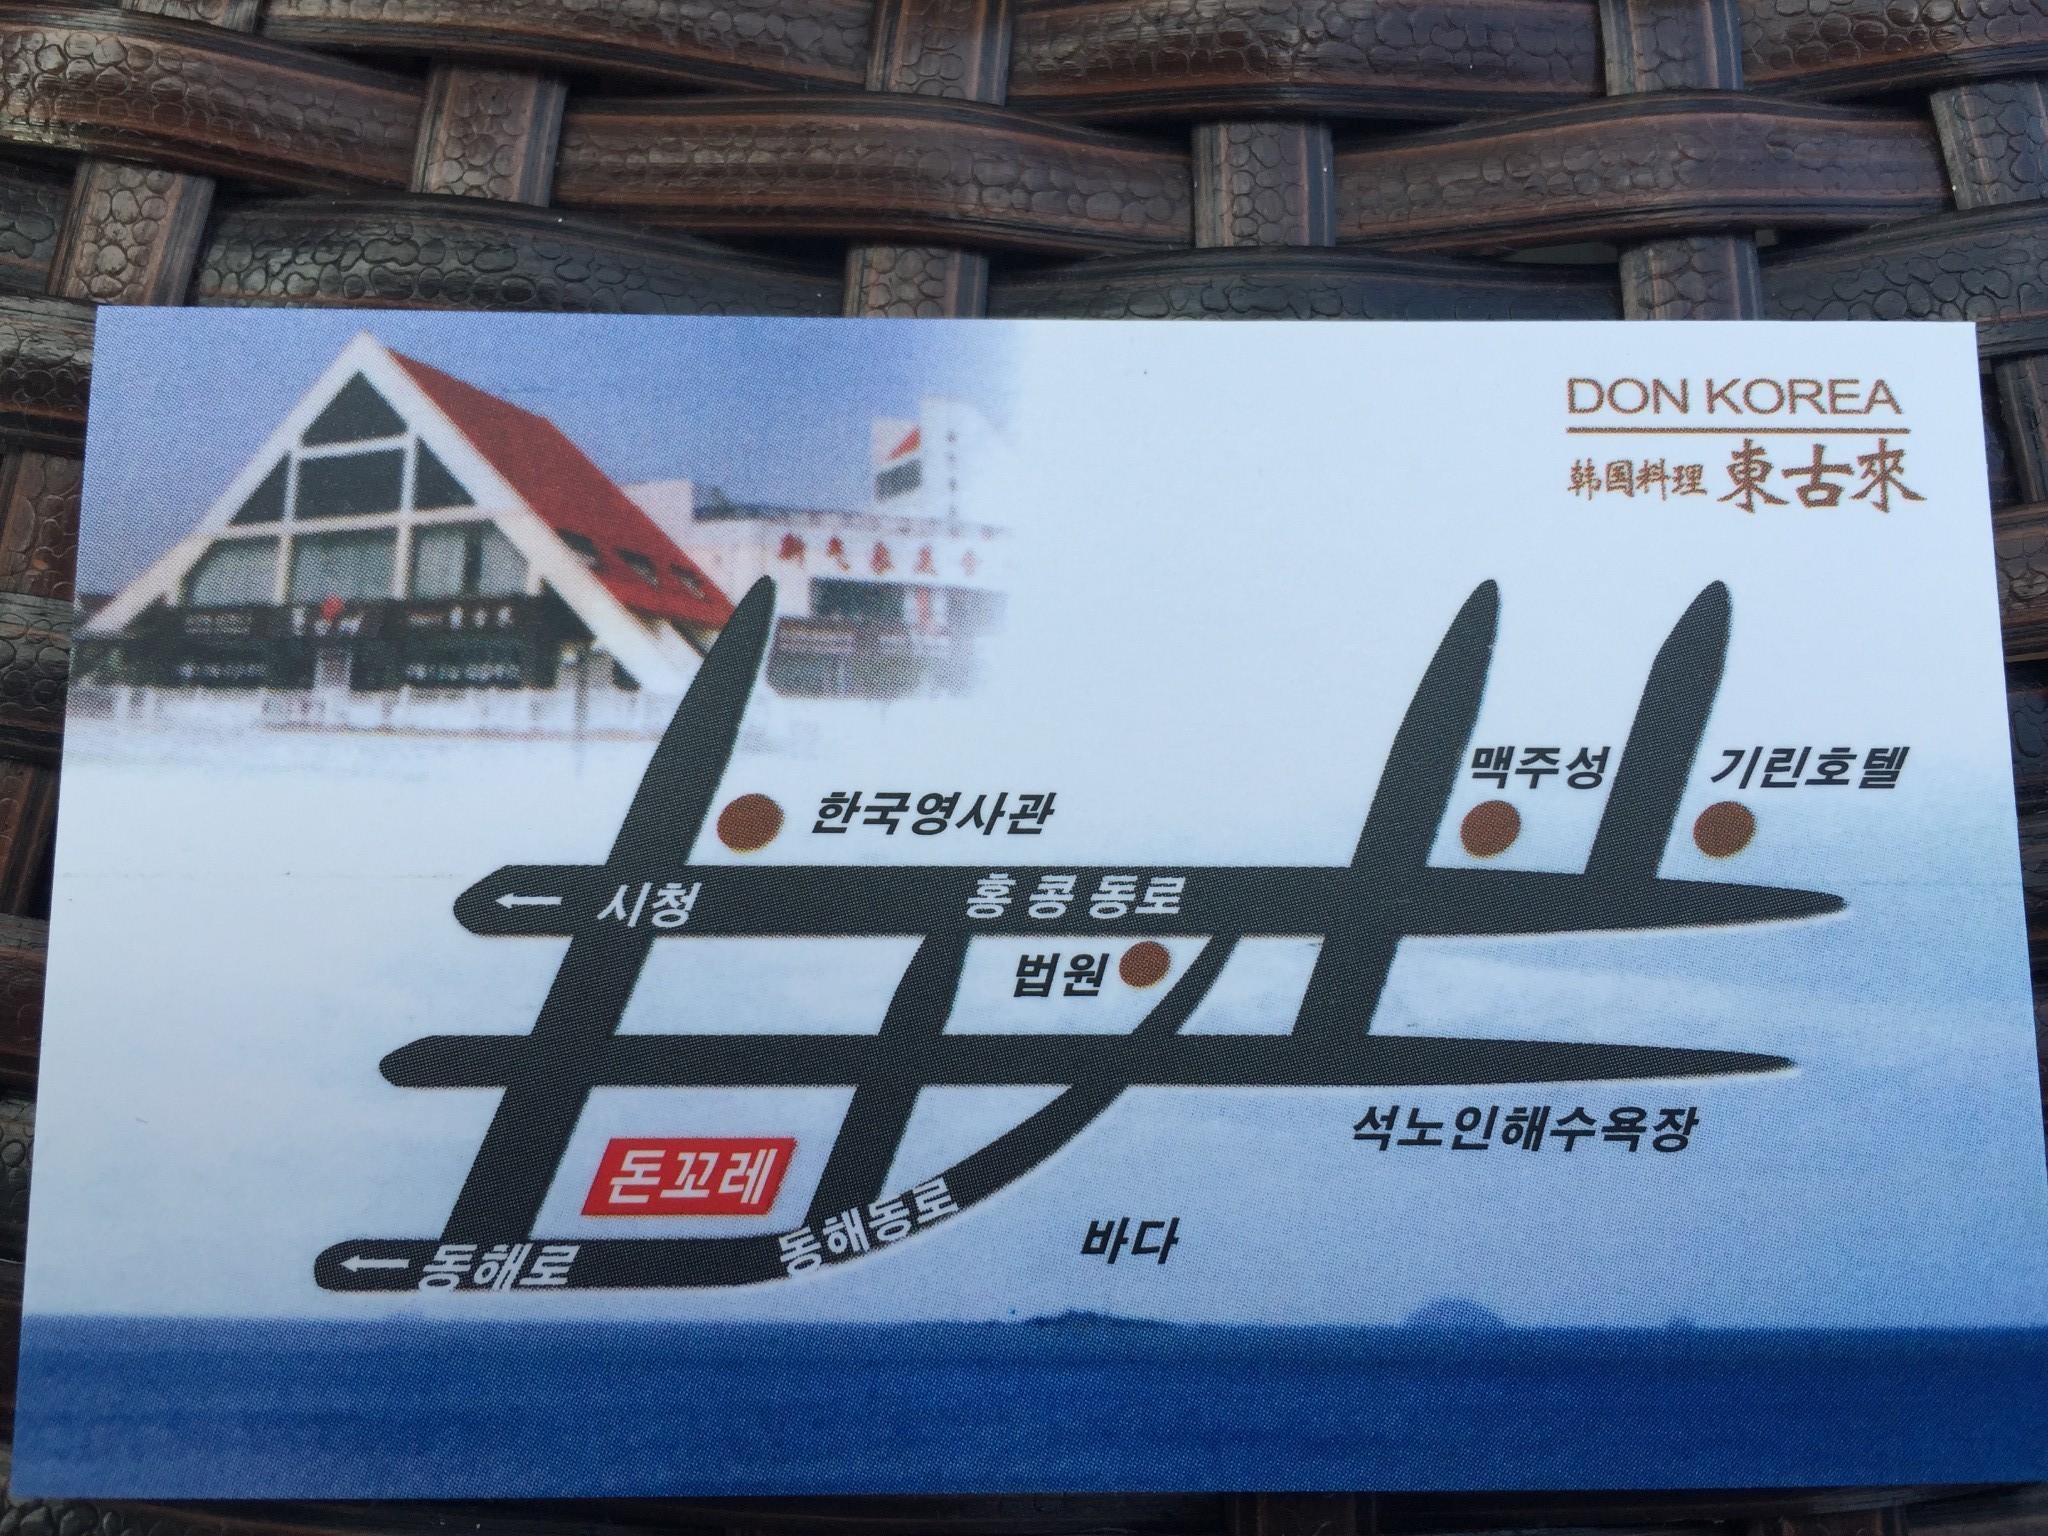 DON KOREA
韩国料理 東古來
맥주성
기린호텔
한국영사관
← 시청
홍콩동로
법원
석노인해수욕장
돈꼬레
동해동로
바다
← 동해로